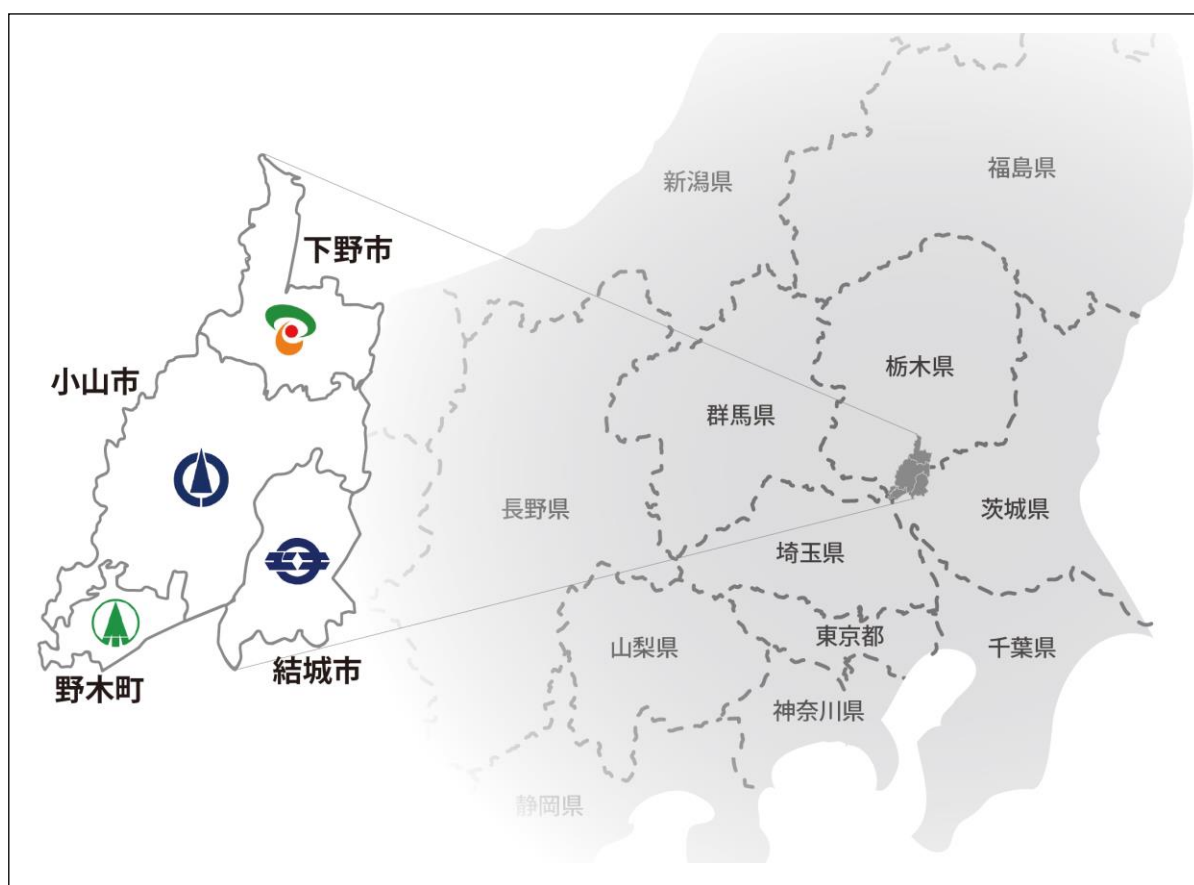 新潟県
福島県
下野市
小山市
栃木県
群馬県
長野県
茨城県
埼玉県
山梨県
東京都
千葉県
野木町
結城市
神奈川県
静岡県